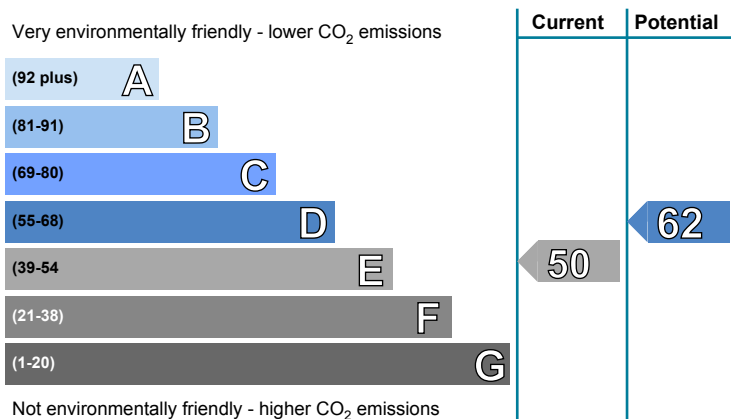 Very environmentally friendly - lower CO2 emissions
Current
Potential
(92 plus) A
(81-91) B
(69-80) C
(55-68) D
62
(39-54 E
50
(21-38) F
(1-20) G
Not environmentally friendly - higher CO2 emissions